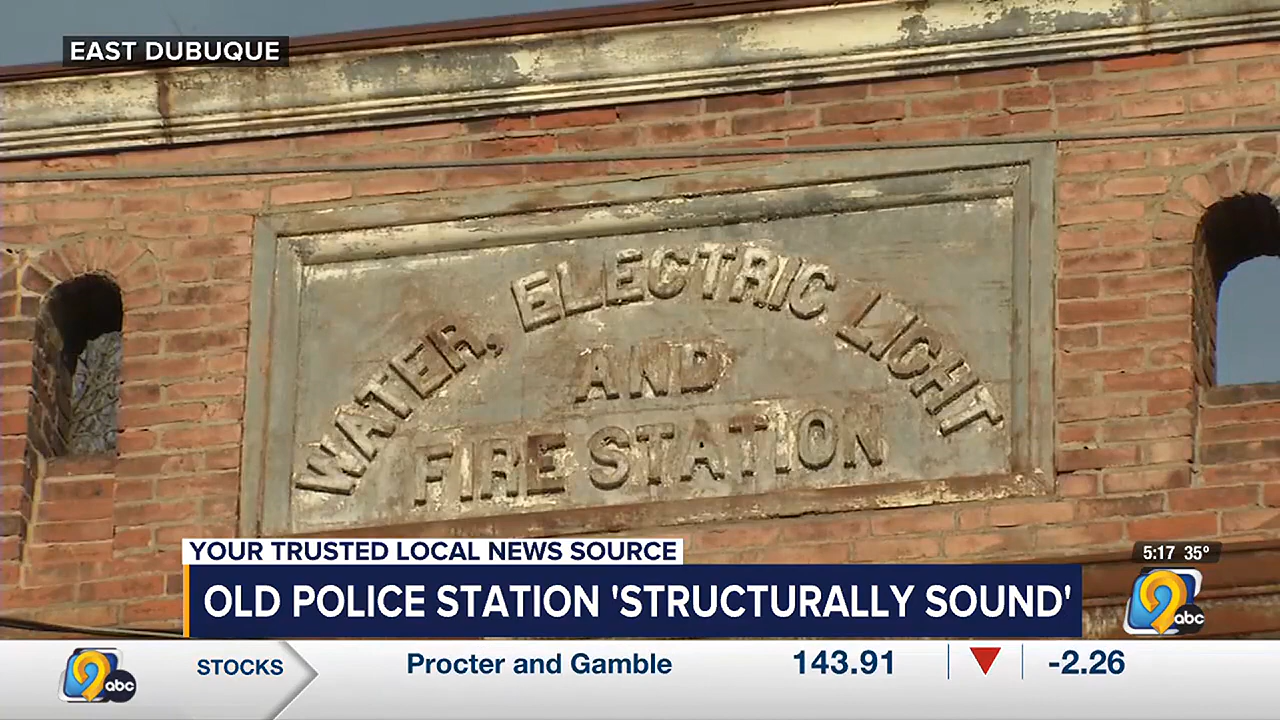 EAST DUBUQUE
WATER, ELECTRIC LIGHT
AND
FIRE STATION
YOUR TRUSTED LOCAL NEWS SOURCE
OLD POLICE STATION 'STRUCTURALLY SOUND'
5:17 35°
9 abc
9 abc
STOCKS
Procter and Gamble 143.91 -2.26